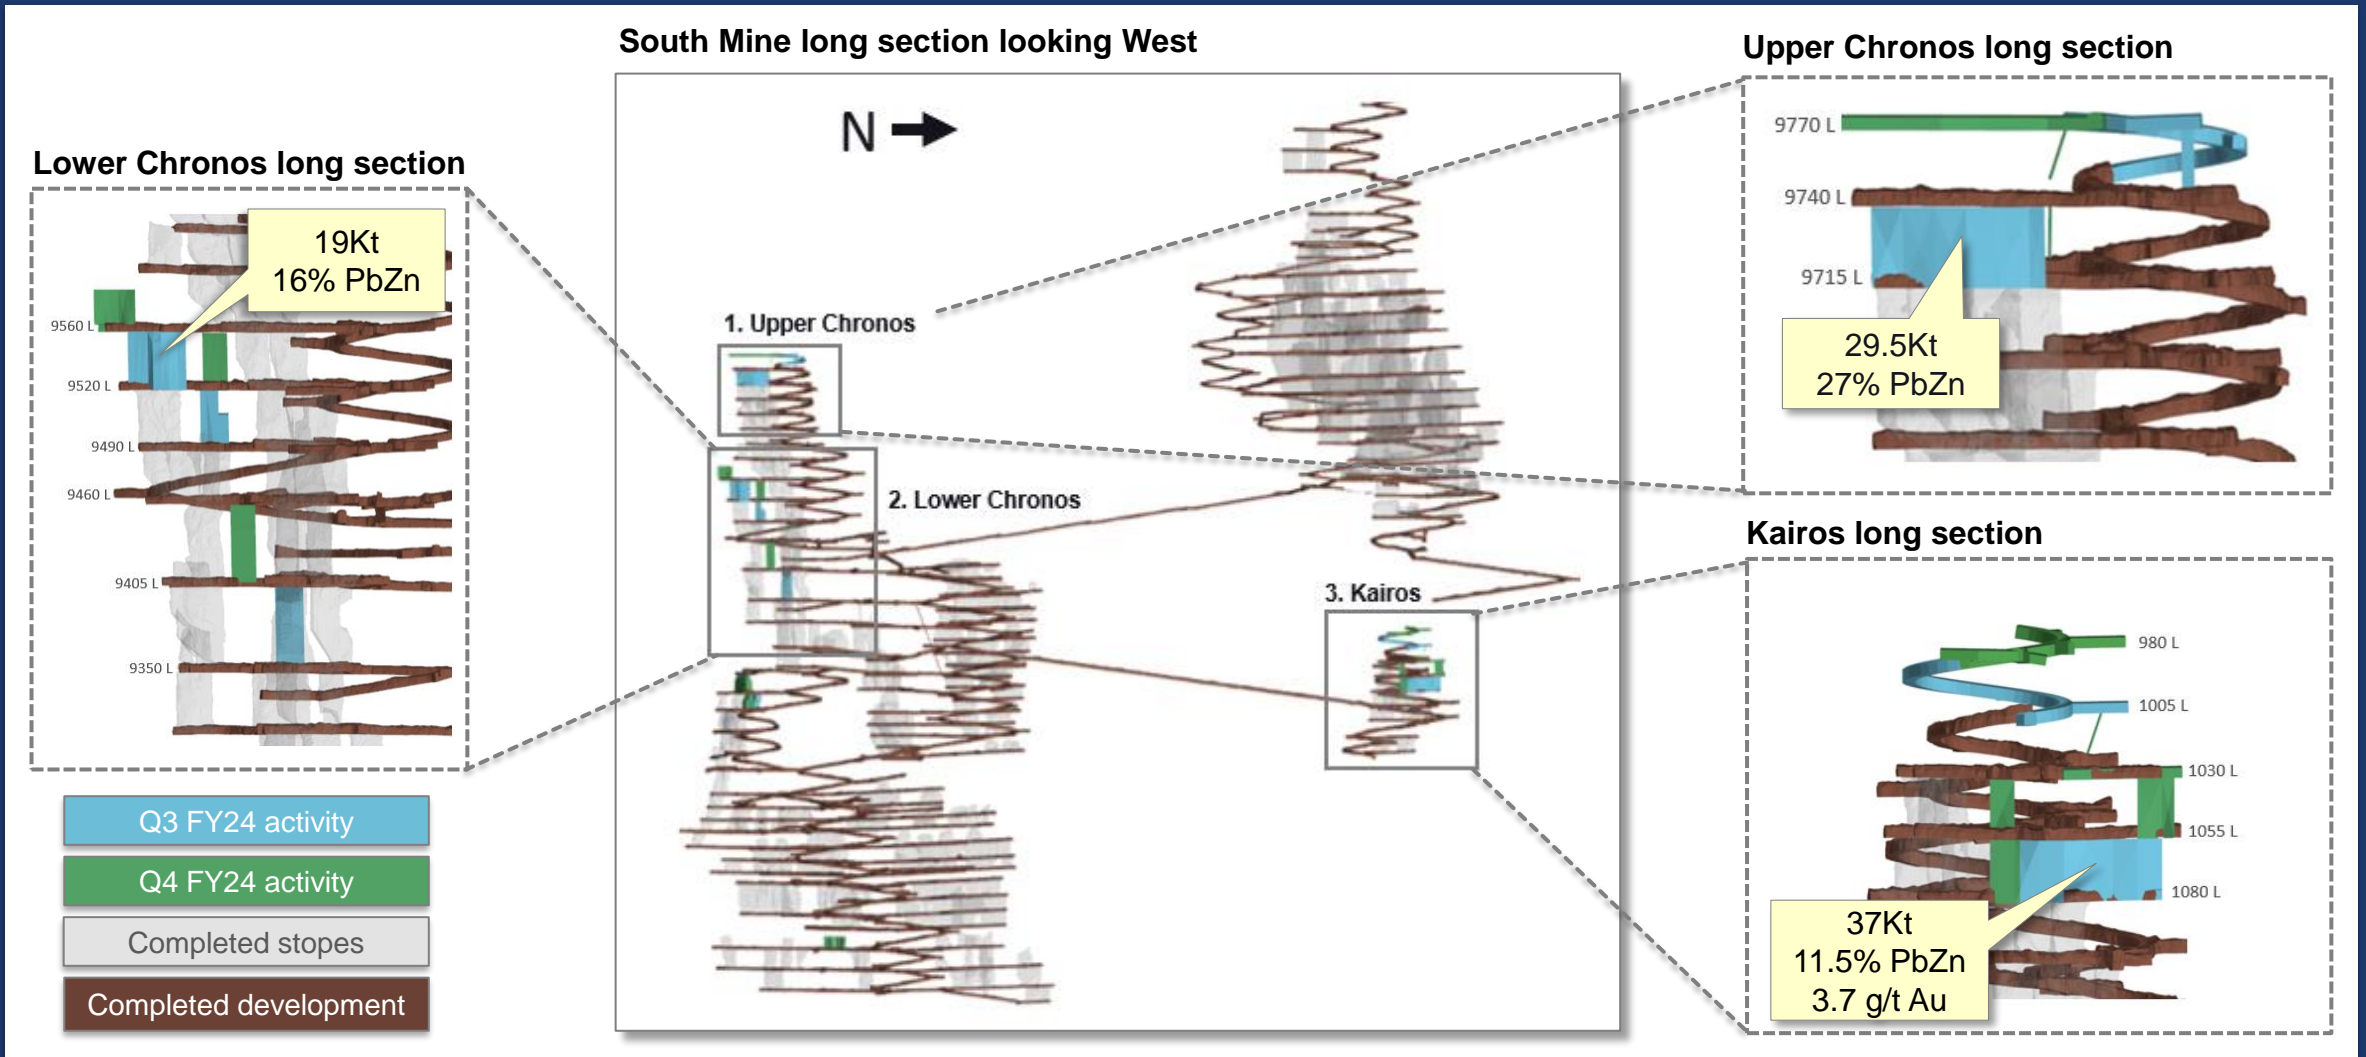 South Mine long section looking West
N
1. Upper Chronos
2. Lower Chronos
3. Kairos
Lower Chronos long section
19Kt
16% PbZn
9560 L
9520 L
9490 L
9460 L
9405 L
9350 L
Q3 FY24 activity
Q4 FY24 activity
Completed stopes
Completed development
Upper Chronos long section
9770 L
9740 L
9715 L
29.5Kt
27% PbZn
Kairos long section
980 L
1005 L
1030 L
1055 L
1080 L
37Kt
11.5% PbZn
3.7 g/t Au